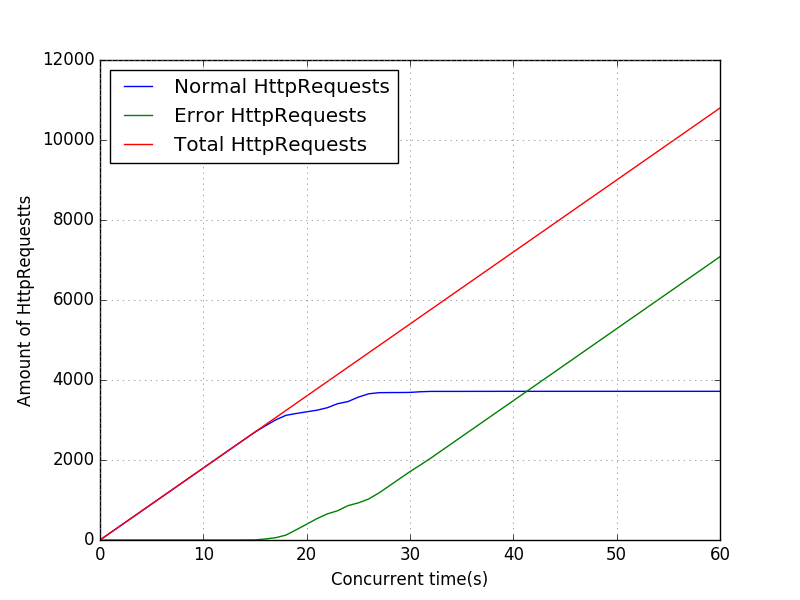 12000
10000
8000
6000
4000
2000
0
Amount of HttpRequestts
Normal HttpRequests
Error HttpRequests
Total HttpRequests
0 10 20 30 40 50 60
Concurrent time(s)